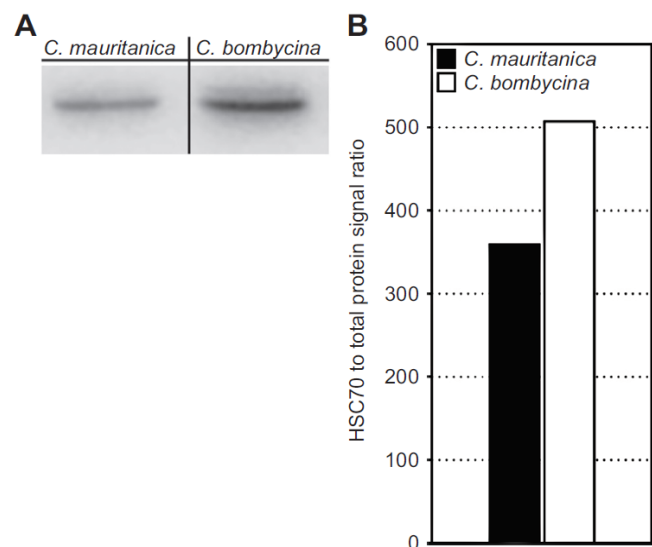 A
C. mauritanica C. bombycina
B
HSC70 to total protein signal ratio
600
500
400
300
200
100
0
C. mauritanica
C. bombycina